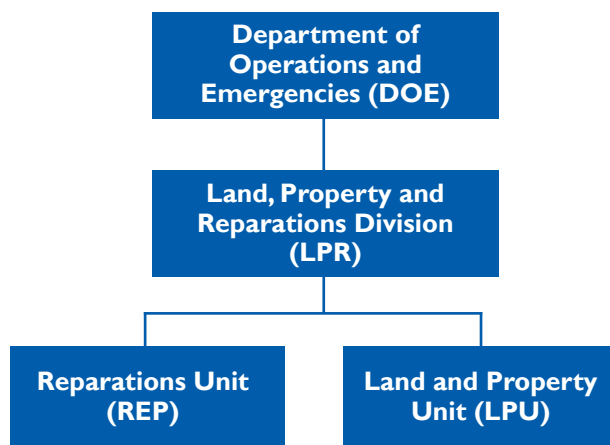 Department of
Operations and
Emergencies (DOE)
Land, Property and
Reparations Division
(LPR)
Reparations Unit
(REP)
Land and Property
Unit (LPU)